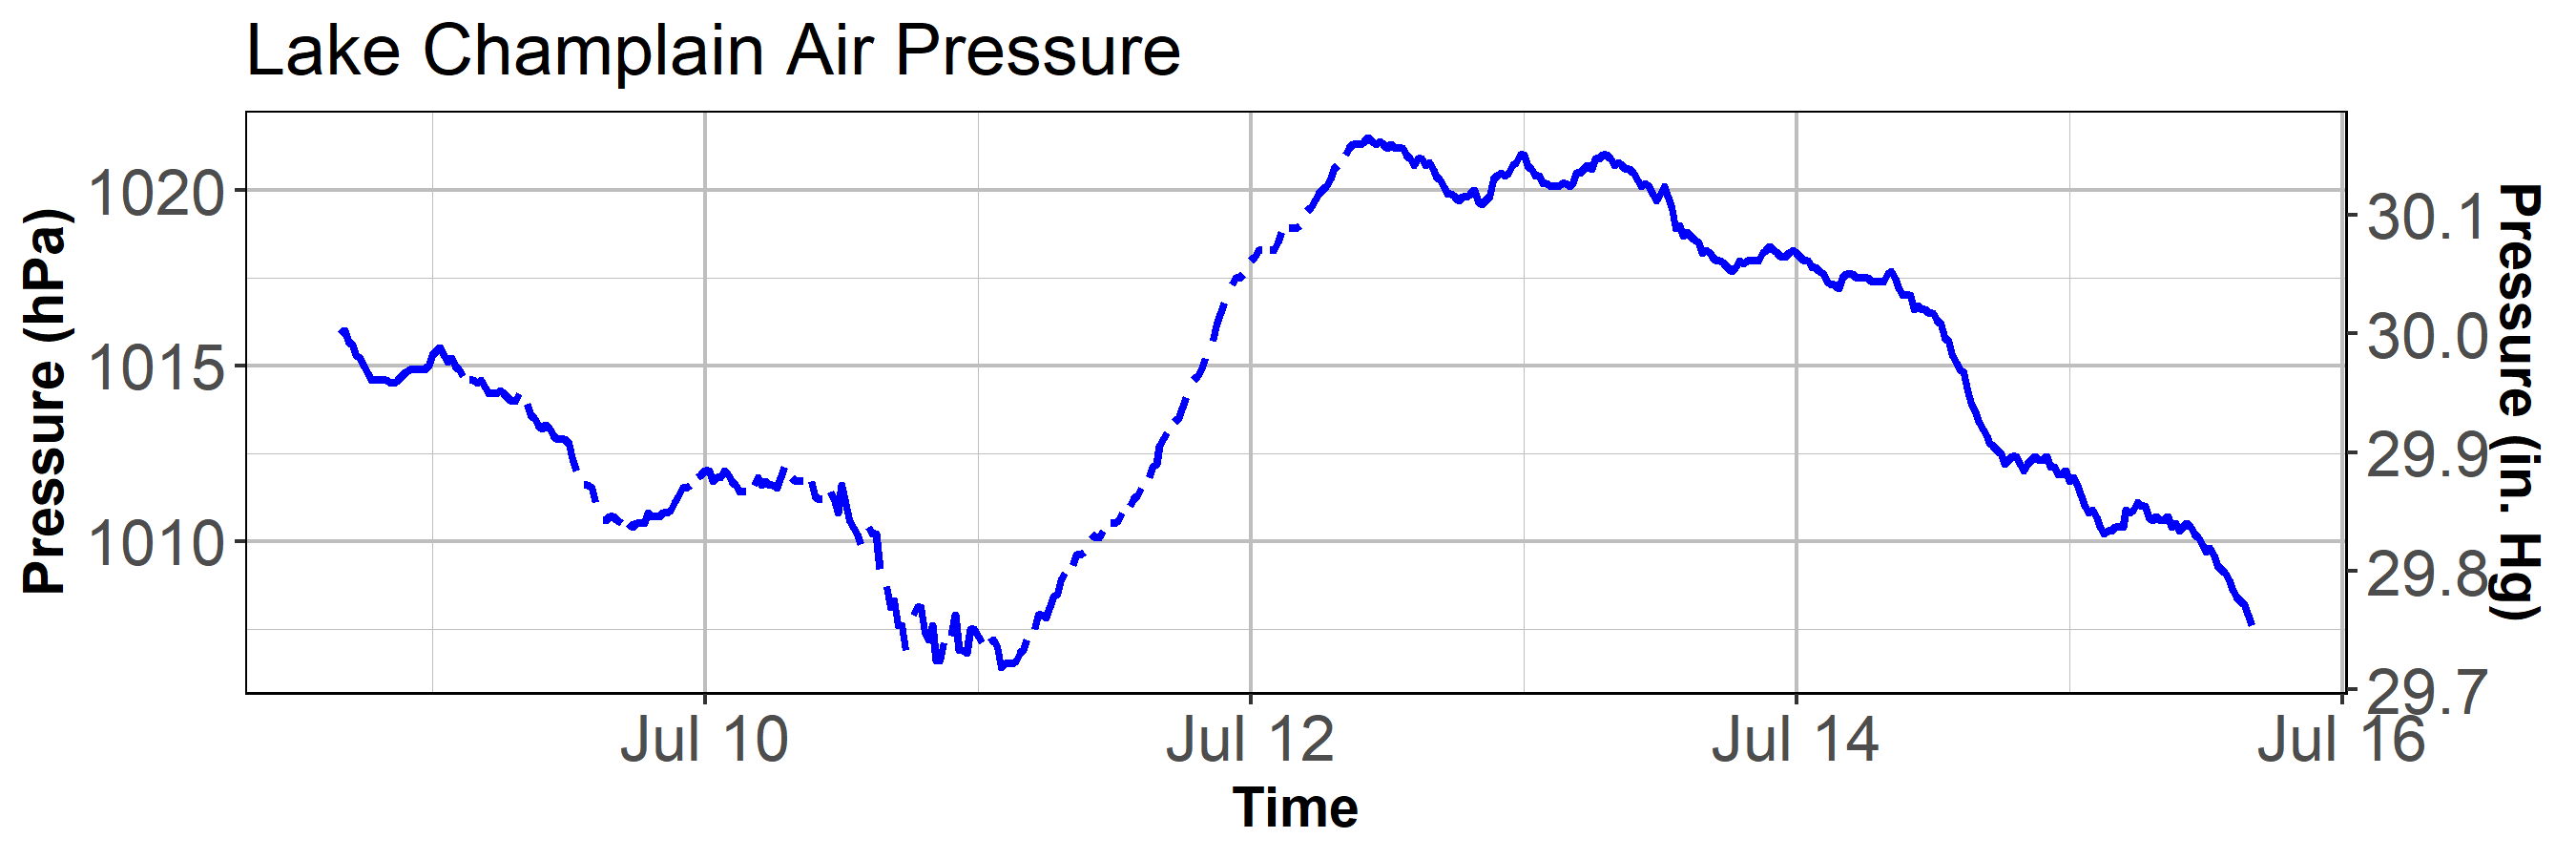 Lake Champlain Air Pressure
Pressure (hPa)
1020
1015
1010
30.1
30.0
29.9
29.8
29.7
Pressure (in. Hg)
Jul 10
Jul 12
Jul 14
Jul 16
Time